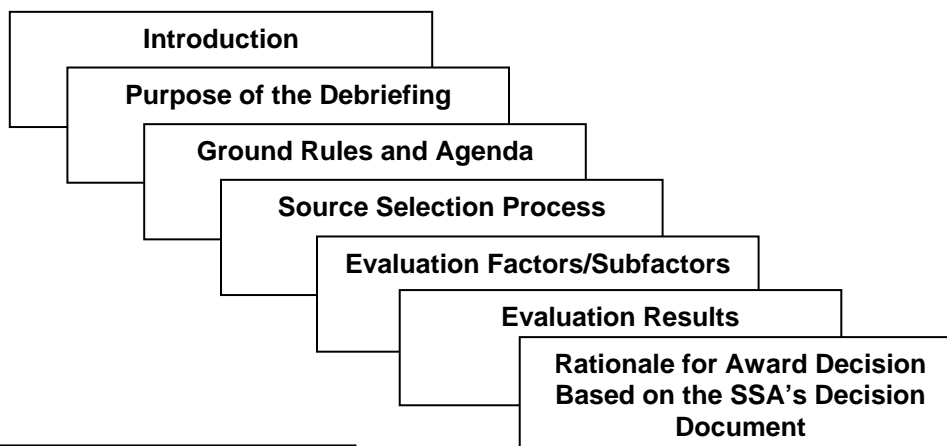 Introduction
Purpose of the Debriefing
Ground Rules and Agenda
Source Selection Process
Evaluation Factors/Subfactors
Evaluation Results
Rationale for Award Decision
Based on the SSA’s Decision
Document